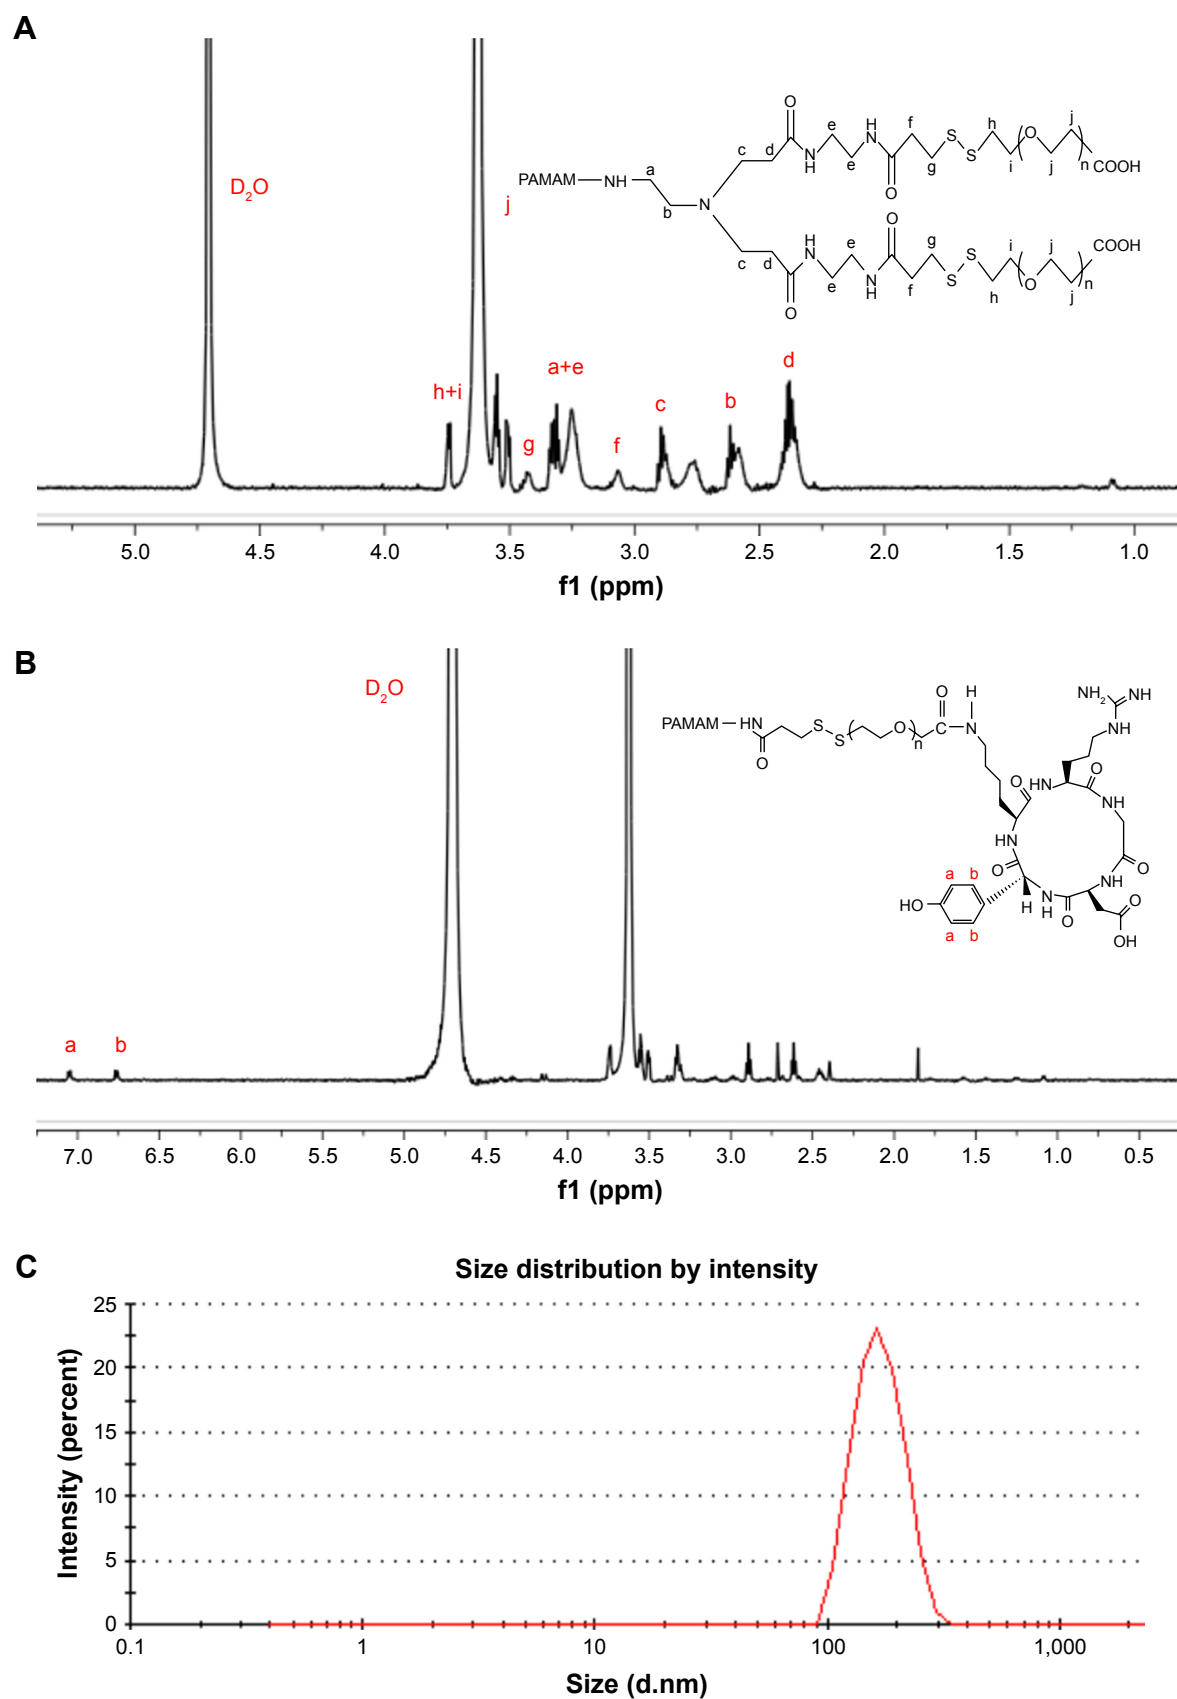 A
D2O
j
h+i
g
a+e
f
c
b
d
O
H
N
e
f
S
h
j
O
c
d
N
H
e
g
S
i
j
n
COOH
PAMAM
NH
a
O
b
N
O
H
N
e
g
S
i
j
COOH
c
d
e
N
H
f
S
h
O
j
n
O
5.0 4.5 4.0 3.5 3.0 2.5 2.0 1.5 1.0
f1 (ppm)
B
D2O
a
b
PAMAM
HN
O
S
S
O
n
O
C
H
N
NH2
NH
NH
O
HN
O
NH
HN
O
O
NH
O
a b
HO
a b
H
N
H
O
O
OH
7.0 6.5 6.0 5.5 5.0 4.5 4.0 3.5 3.0 2.5 2.0 1.5 1.0 0.5
f1 (ppm)
C
Size distribution by intensity
Intensity (percent)
25
20
15
10
5
0
0.1 1 10 100 1,000
Size (d.nm)